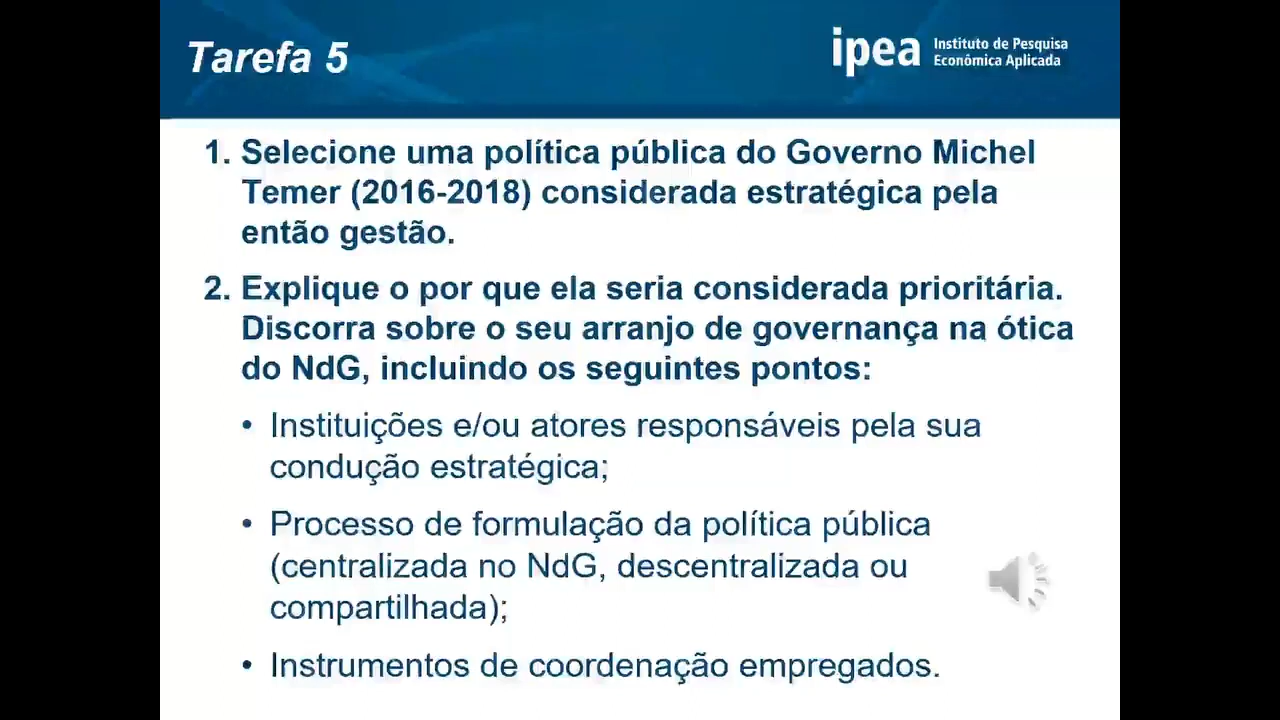 Tarefa 5
ipea Instituto de Pesquisa
Econômica Aplicada
1. Selecione uma política pública do Governo Michel
Temer (2016-2018) considerada estratégica pela
então gestão.
2. Explique o por que ela seria considerada prioritária.
Discorra sobre o seu arranjo de governança na ótica
do NdG, incluindo os seguintes pontos:
• Instituições e/ou atores responsáveis pela sua
condução estratégica;
• Processo de formulação da política pública
(centralizada no NdG, descentralizada ou
compartilhada);
• Instrumentos de coordenação empregados.